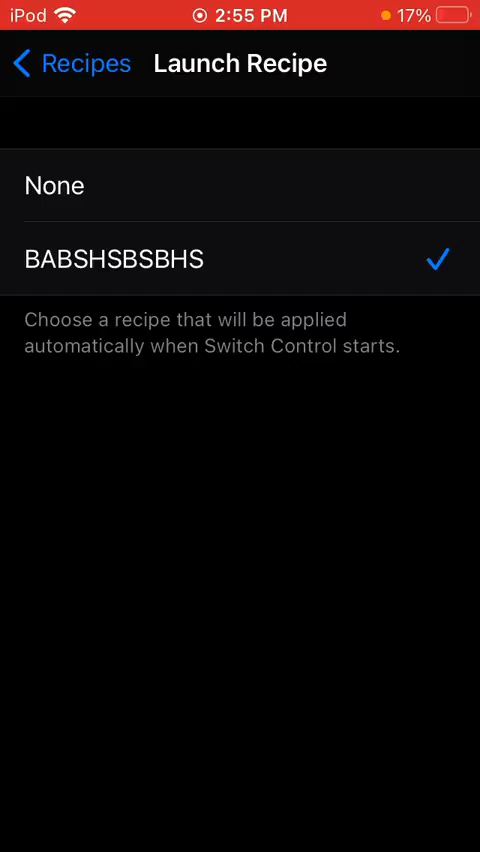 iPod 2:55 PM 17%
Recipes Launch Recipe
None
BABSHSBSBHS
Choose a recipe that will be applied
automatically when Switch Control starts.